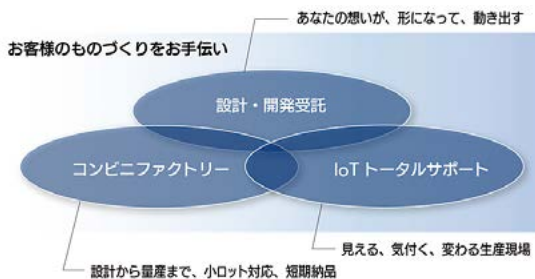 あなたの想いが、形になって、動き出す
お客様のものづくりをお手伝い
設計・開発受託
コンビニファクトリー
IoTトータルサポート
見える、気付く、変わる生産現場
設計から量産まで、小ロット対応、短期納品